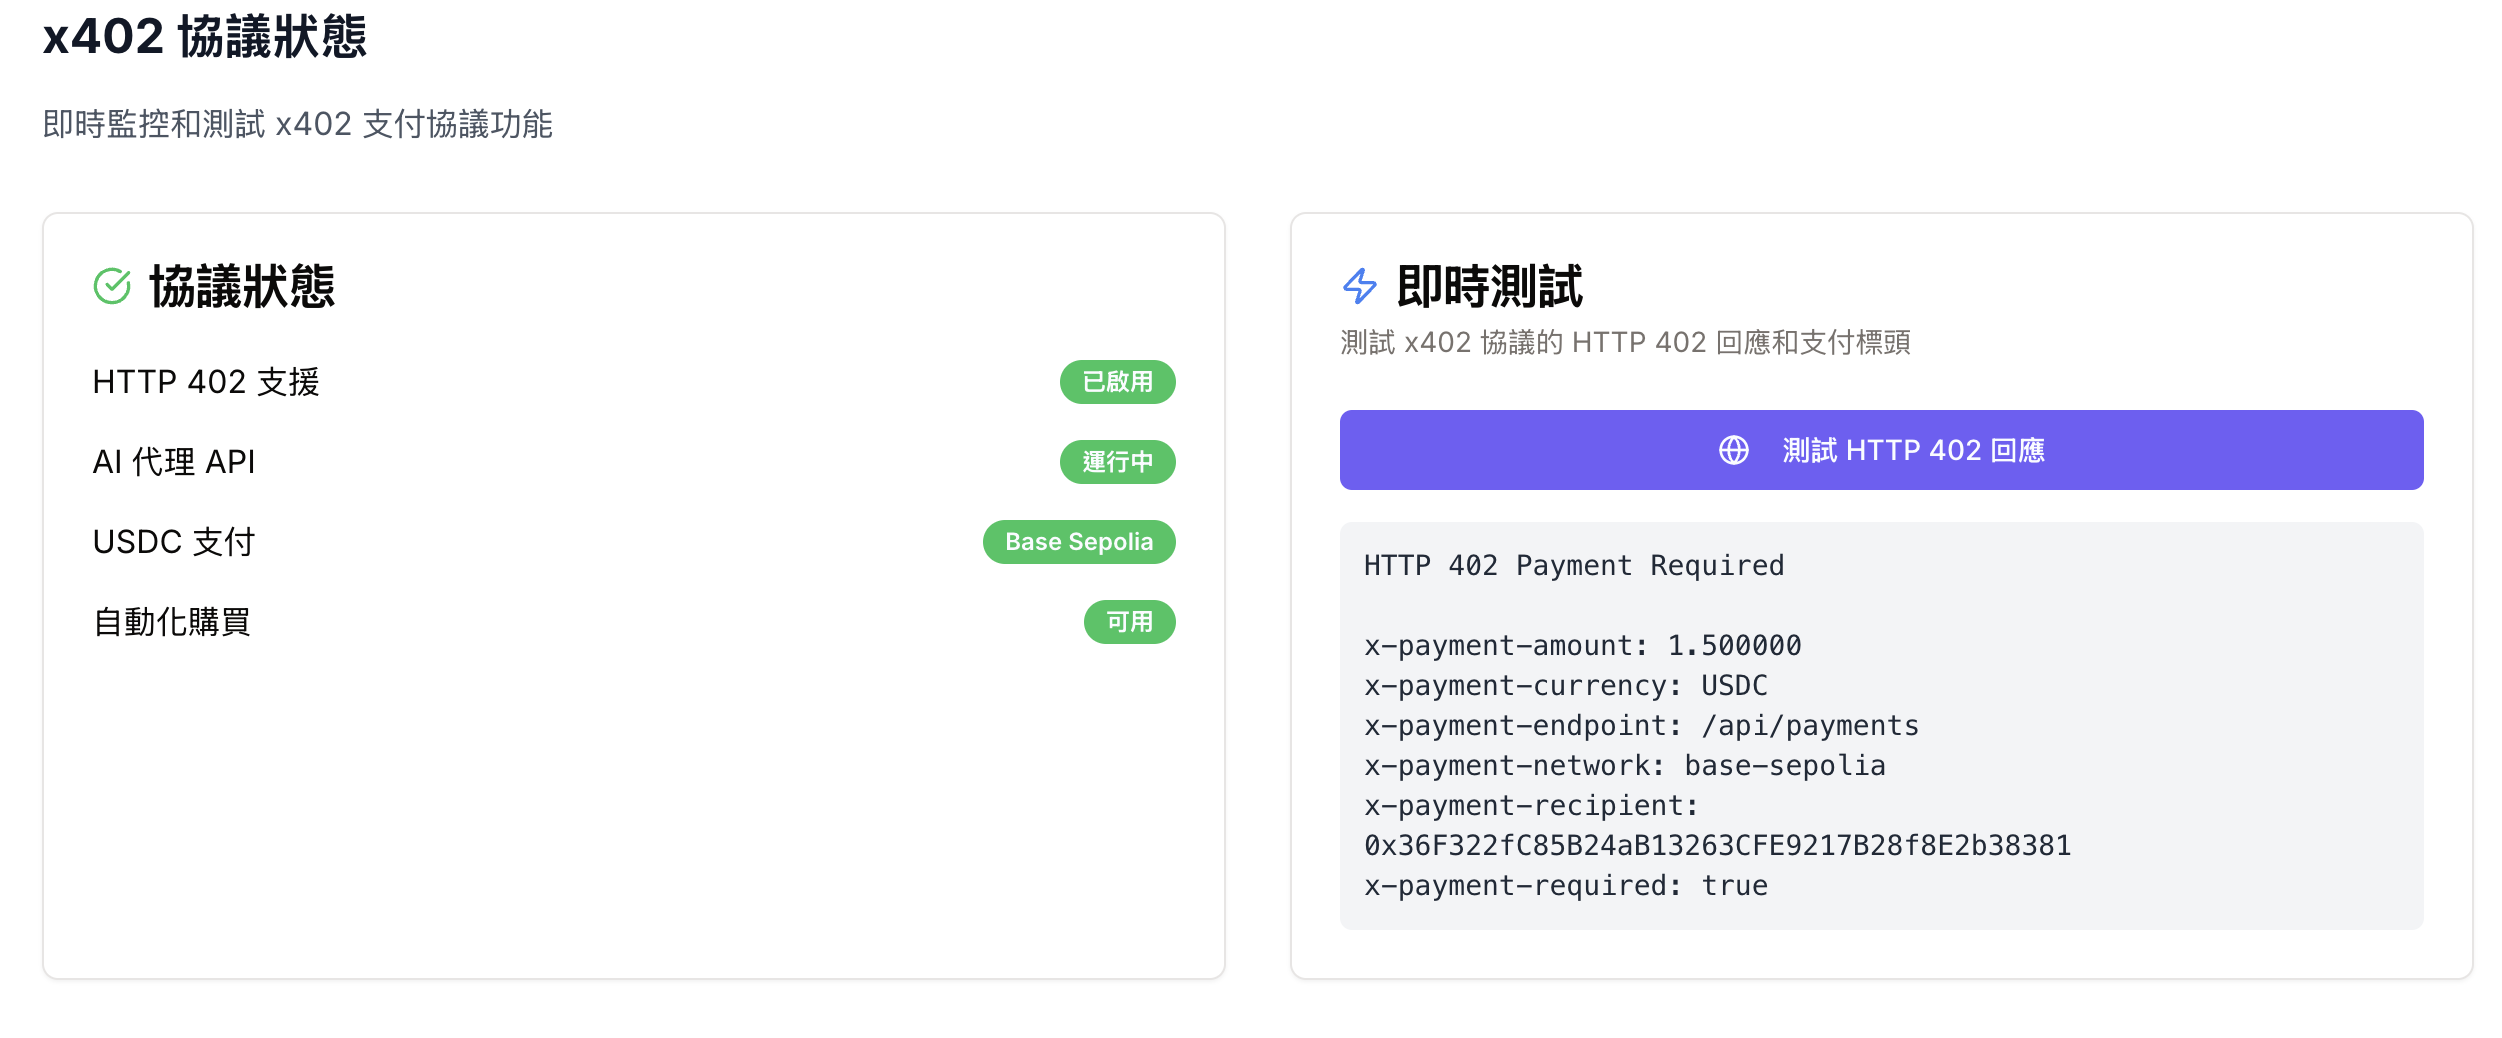 x402 協議狀態
即時監控和測試 x402 支付協議功能
協議狀態
HTTP 402 支援
已啟用
AI 代理 API
運行中
USDC 支付
Base Sepolia
自動化購買
可用
即時測試
測試 x402 協議的 HTTP 402 回應和支付標頭
測試 HTTP 402 回應
HTTP 402 Payment Required
x-payment-amount: 1.500000
x-payment-currency: USDC
x-payment-endpoint: /api/payments
x-payment-network: base-sepolia
x-payment-recipient:
0x36F322fC85B24aB13263CFE9217B28f8E2b38381
x-payment-required: true